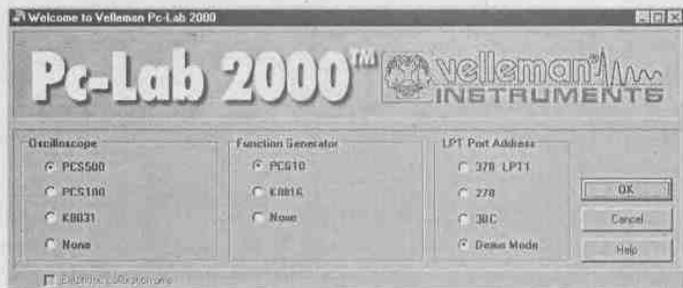 Welcome to Velleman Pc-Lab 2000
Pc-Lab 2000™
velleman®
INSTRUMENTS
Oscilloscope
PCS500
PCS100
K8031
None
Function Generator
PCG10
K8016
None
LPT Port Address
378 LPT1
278
3BC
Demo Mode
OK
Cancel
Help